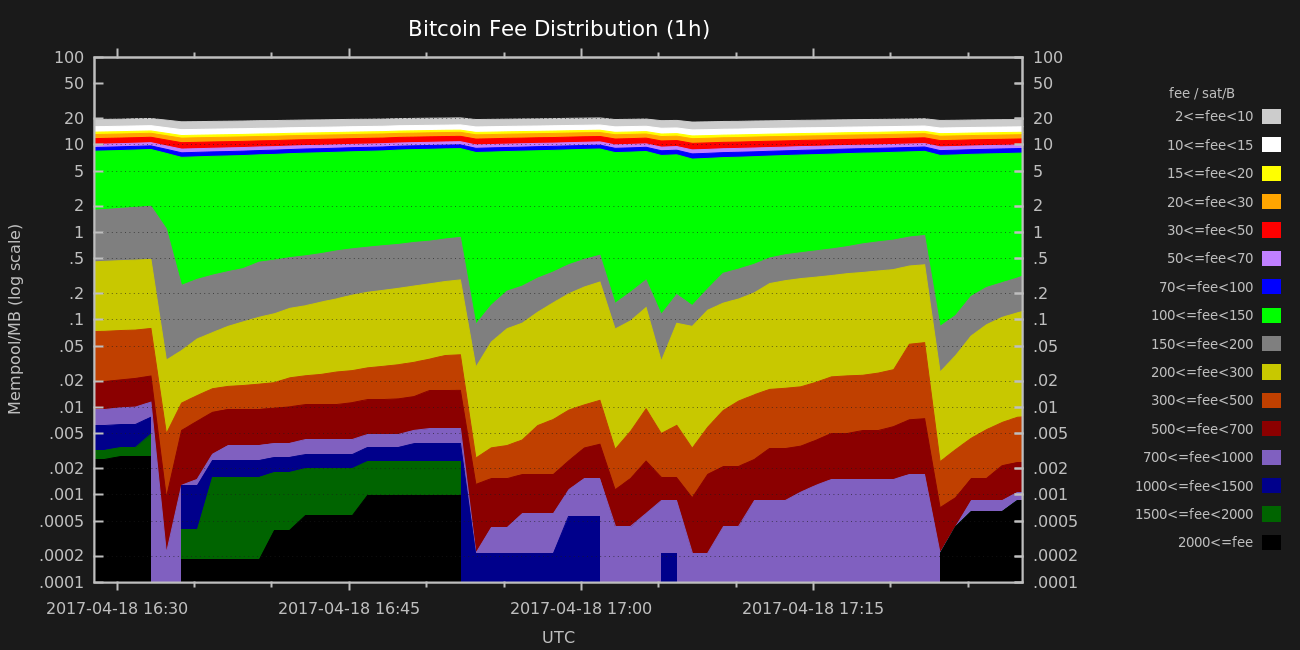 Bitcoin Fee Distribution (1h)
Mempool/MB (log scale)
100
50
20
10
5
2
1
.5
.2
.1
.05
.02
.01
.005
.002
.001
.0005
.0002
.0001
100
50
20
10
5
2
1
.5
.2
.1
.05
.02
.01
.005
.002
.001
.0005
.0002
.0001
2017-04-18 16:30
2017-04-18 16:45
2017-04-18 17:00
2017-04-18 17:15
UTC
fee / sat/B
2<=fee<10
10<=fee<15
15<=fee<20
20<=fee<30
30<=fee<50
50<=fee<70
70<=fee<100
100<=fee<150
150<=fee<200
200<=fee<300
300<=fee<500
500<=fee<700
700<=fee<1000
1000<=fee<1500
1500<=fee<2000
2000<=fee